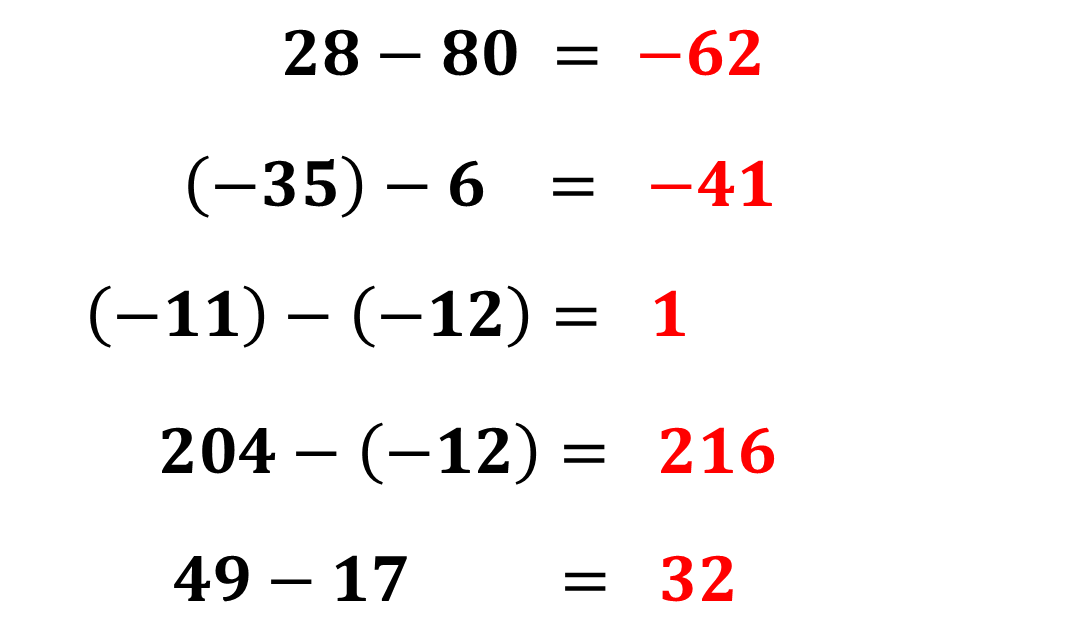 28 − 80 = −62
(−35) − 6 = −41
(−11) − (−12) = 1
204 − (−12) = 216
49 − 17 = 32